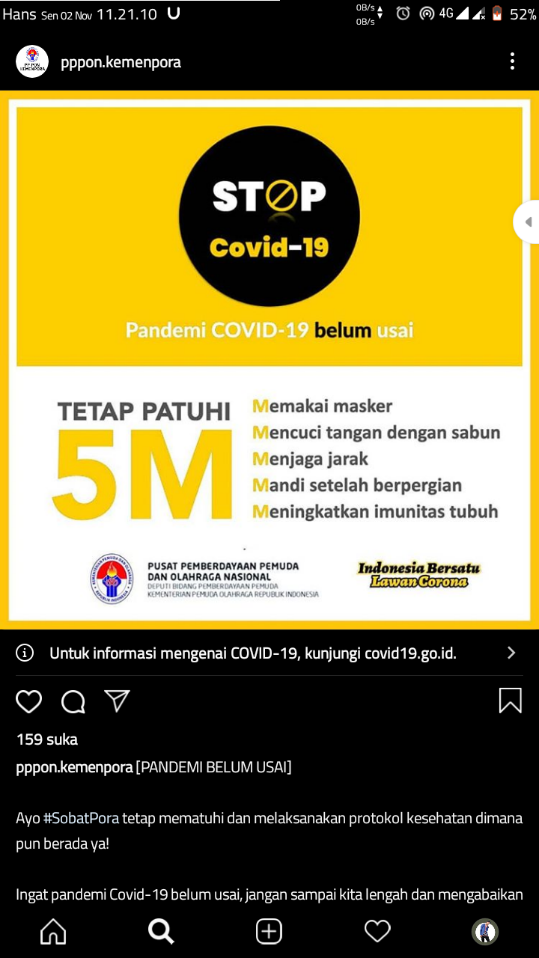 Hans Sen 02 Nov 11.21.10 U 0B/s 0B/s 4G 52%
pppon.kemenpora
STOP
Covid-19
Pandemi COVID-19 belum usai
TETAP PATUHI
5M
Memakai masker
Mencuci tangan dengan sabun
Menjaga jarak
Mandi setelah berpergian
Meningkatkan imunitas tubuh
PUSAT PEMBERDAYAAN PEMUDA
DAN OLAHRAGA NASIONAL
DEPUTI BIDANG PEMBERDAYAAN PEMUDA
KEMENTERIAN PEMUDA OLAHRAGA REPUBLIK INDONESIA
Indonesia Bersatu
Lawan Corona
Untuk informasi mengenai COVID-19, kunjungi covid19.go.id.
159 suka
pppon.kemenpora [PANDEMI BELUM USAI]
Ayo #SobatPora tetap mematuhi dan melaksanakan protokol kesehatan dimana
pun berada ya!
Ingat pandemi Covid-19 belum usai, jangan sampai kita lengah dan mengabaikan